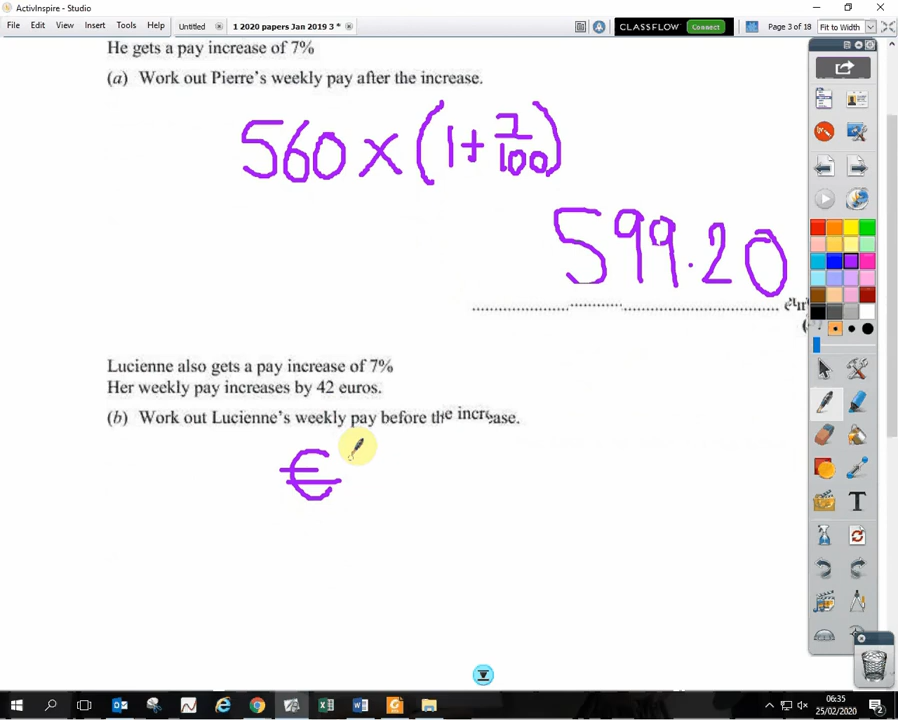 ActivInspire - Studio
File Edit View Insert Tools Help Untitled 1 2020 papers Jan 2019 3 * CLASSFLOW Connect Page 3 of 18 Fit to Width
He gets a pay increase of 7%
(a) Work out Pierre's weekly pay after the increase.
560 × (1 + 7/100)
599.20
Lucienne also gets a pay increase of 7%
Her weekly pay increases by 42 euros.
(b) Work out Lucienne's weekly pay before the increase.
€
06:35
25/02/2020
2